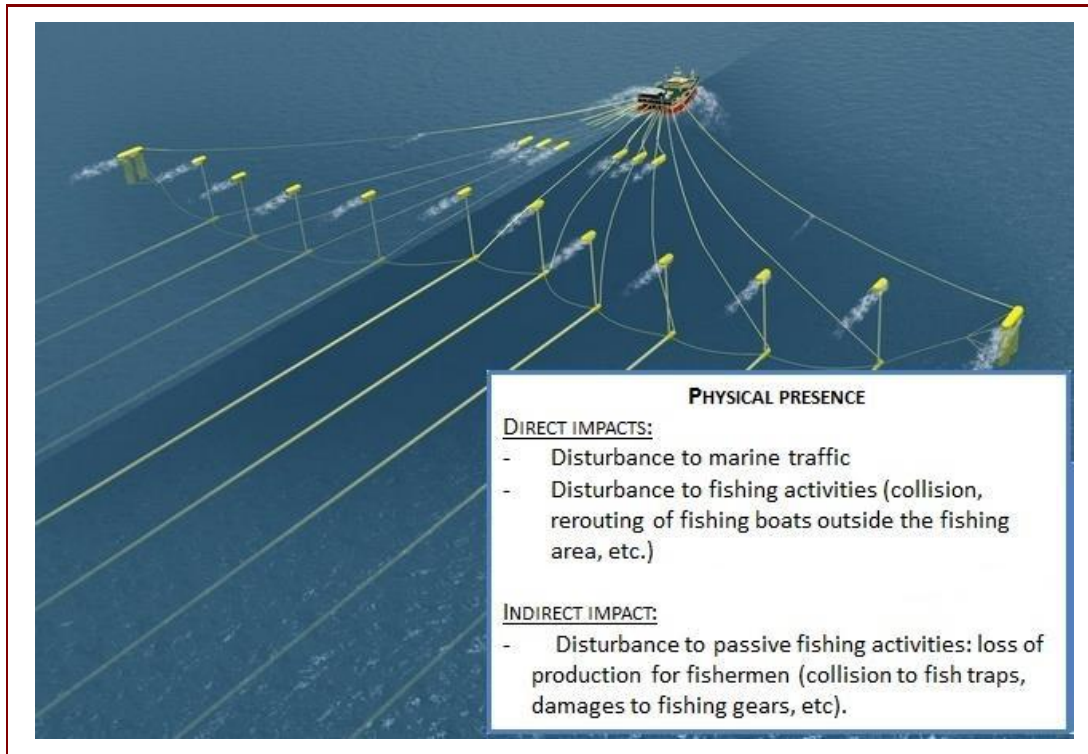 PHYSICAL PRESENCE
DIRECT IMPACTS:
- Disturbance to marine traffic
- Disturbance to fishing activities (collision,
rerouting of fishing boats outside the fishing
area, etc.)
INDIRECT IMPACT:
- Disturbance to passive fishing activities: loss of
production for fishermen (collision to fish traps,
damages to fishing gears, etc).